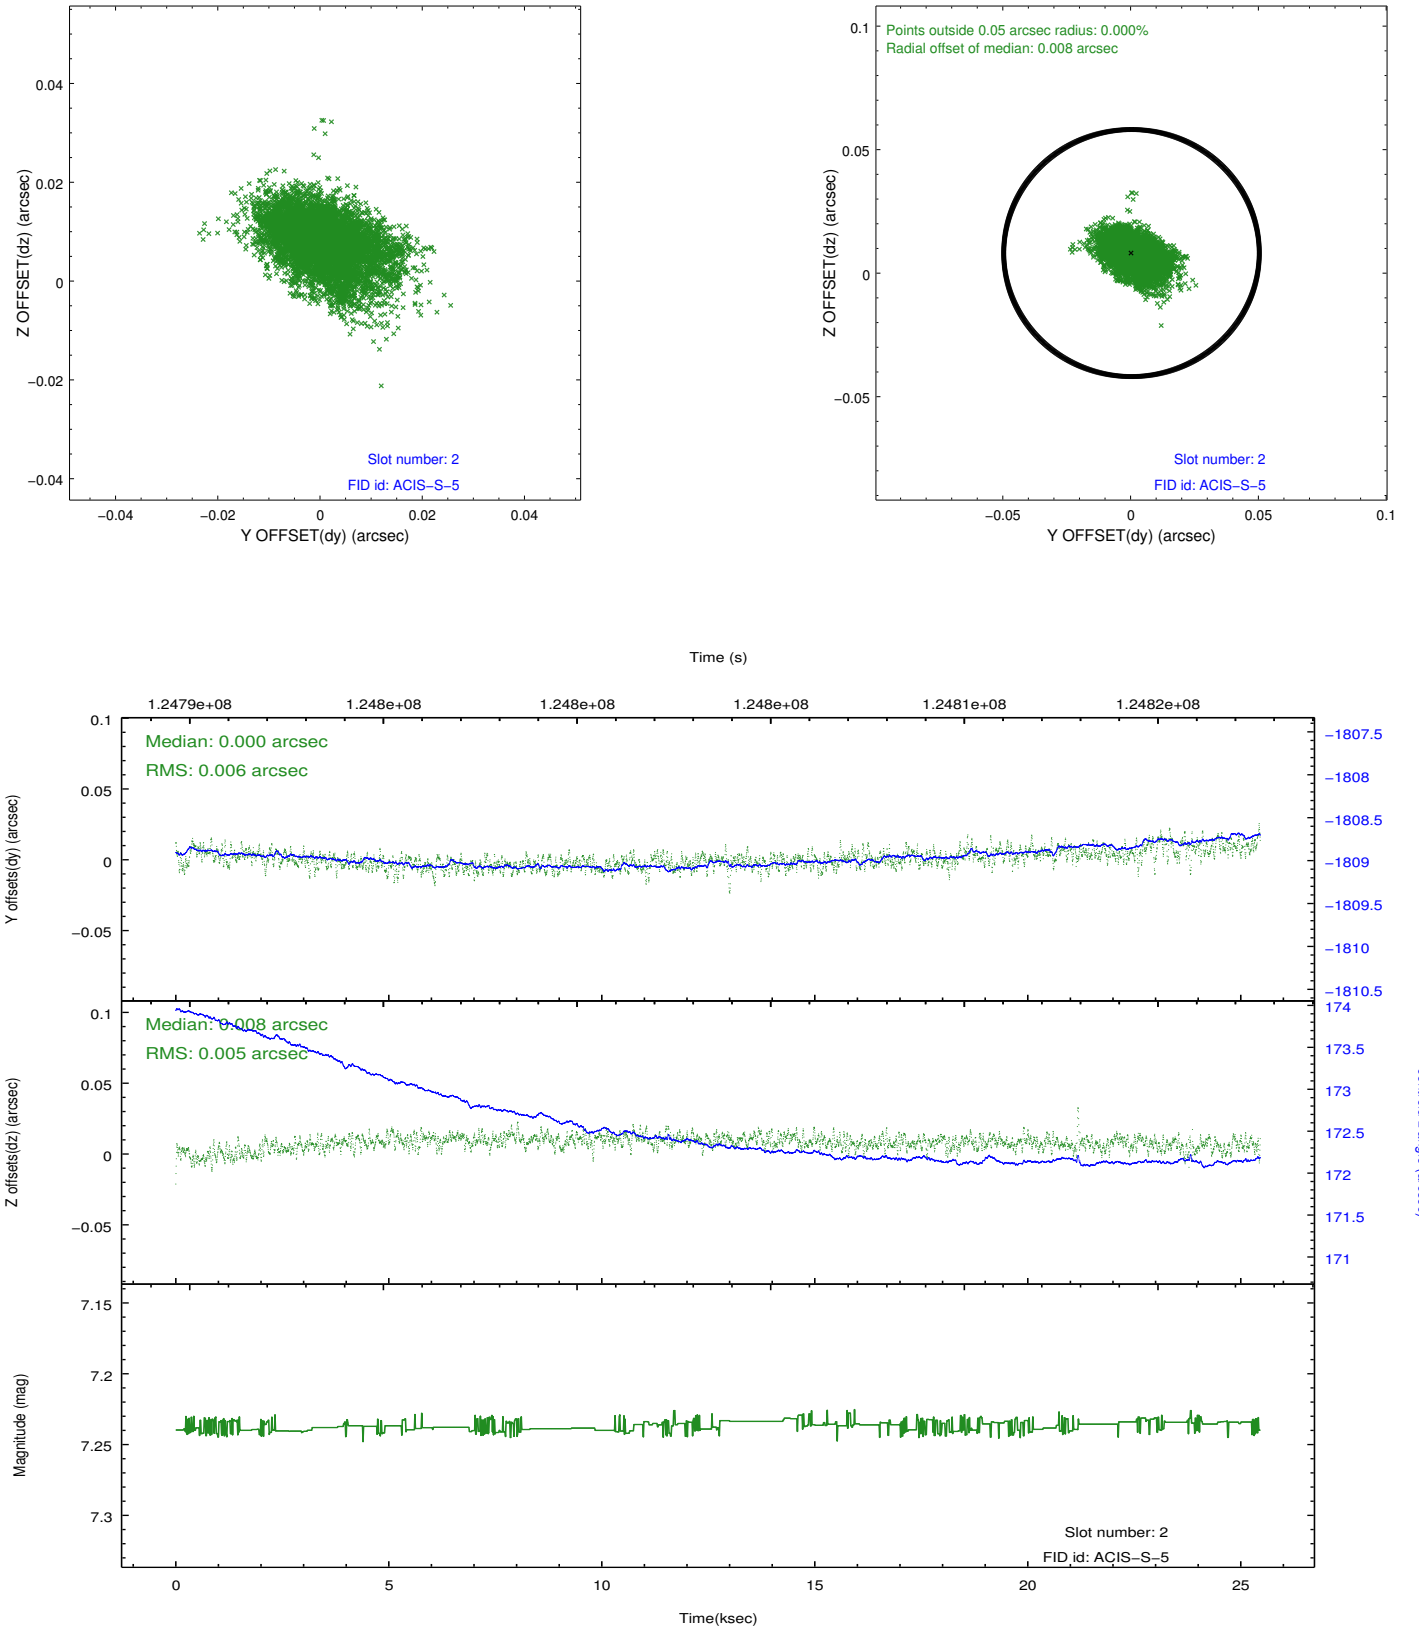 0.04
0.02
0
−0.02
−0.04
Z OFFSET(dz) (arcsec)
Slot number: 2
FID id: ACIS−S−5
−0.04 −0.02 0 0.02 0.04
Y OFFSET(dy) (arcsec)
Points outside 0.05 arcsec radius: 0.000%
Radial offset of median: 0.008 arcsec
0.1
0.05
0
−0.05
Z OFFSET(dz) (arcsec)
Slot number: 2
FID id: ACIS−S−5
−0.05 0 0.05 0.1
Y OFFSET(dy) (arcsec)
Time (s)
1.2479e+08 1.248e+08 1.248e+08 1.248e+08 1.2481e+08 1.2482e+08
Median: 0.000 arcsec
RMS: 0.006 arcsec
0.1
0.05
0
−0.05
Y offsets(dy) (arcsec)
−1807.5
−1808
−1808.5
−1809
−1809.5
−1810
−1810.5
Median: 0.008 arcsec
RMS: 0.005 arcsec
0.1
0.05
0
−0.05
Z offsets(dz) (arcsec)
174
173.5
173
172.5
172
171.5
171
7.15
7.2
7.25
7.3
Magnitude (mag)
Slot number: 2
FID id: ACIS−S−5
0 5 10 15 20 25
Time(ksec)